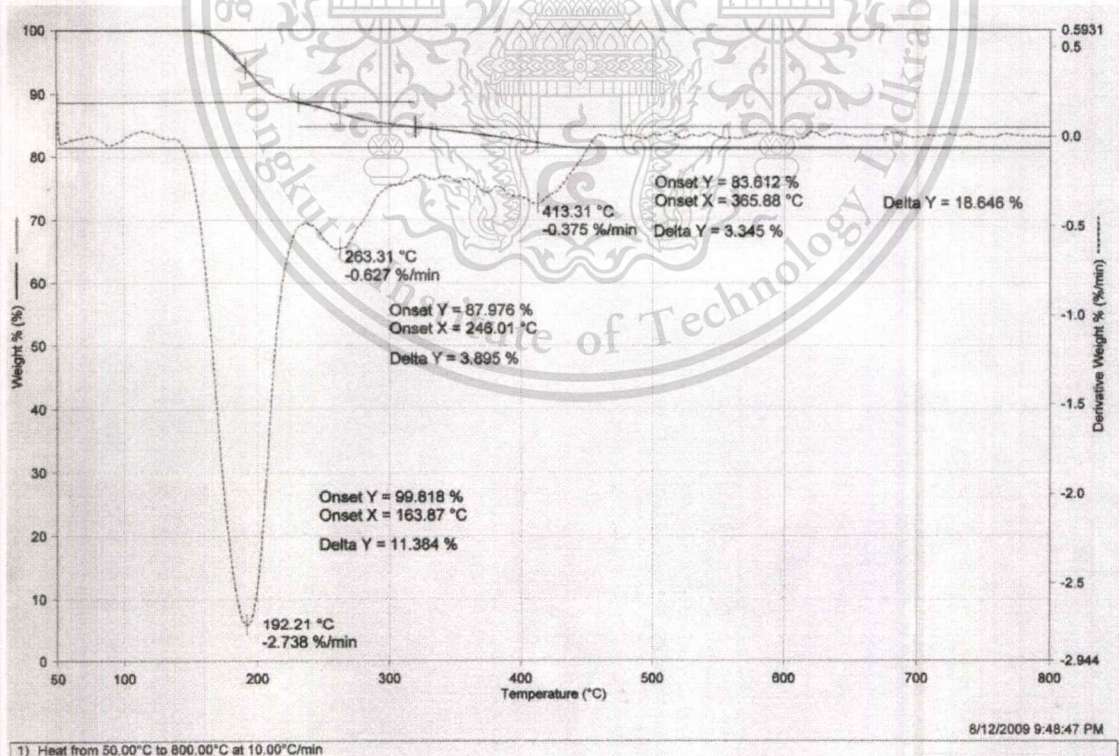 Mongkut's Institute of Technology Ladkrab
100
90
80
70
60
50
40
30
20
10
0
Weight % (%)
0.5931
0.5
0.0
-0.5
-1.0
-1.5
-2.0
-2.5
-2.944
Derivative Weight % (%/min)
Onset Y = 83.612 %
Onset X = 365.88 °C
Delta Y = 3.345 %
Delta Y = 18.646 %
413.31 °C
-0.375 %/min
263.31 °C
-0.627 %/min
Onset Y = 87.976 %
Onset X = 246.01 °C
Delta Y = 3.895 %
Onset Y = 99.818 %
Onset X = 163.87 °C
Delta Y = 11.384 %
192.21 °C
-2.738 %/min
50
100
200
300
400
500
600
700
800
Temperature (°C)
8/12/2009 9:48:47 PM
1) Heat from 50.00°C to 800.00°C at 10.00°C/min